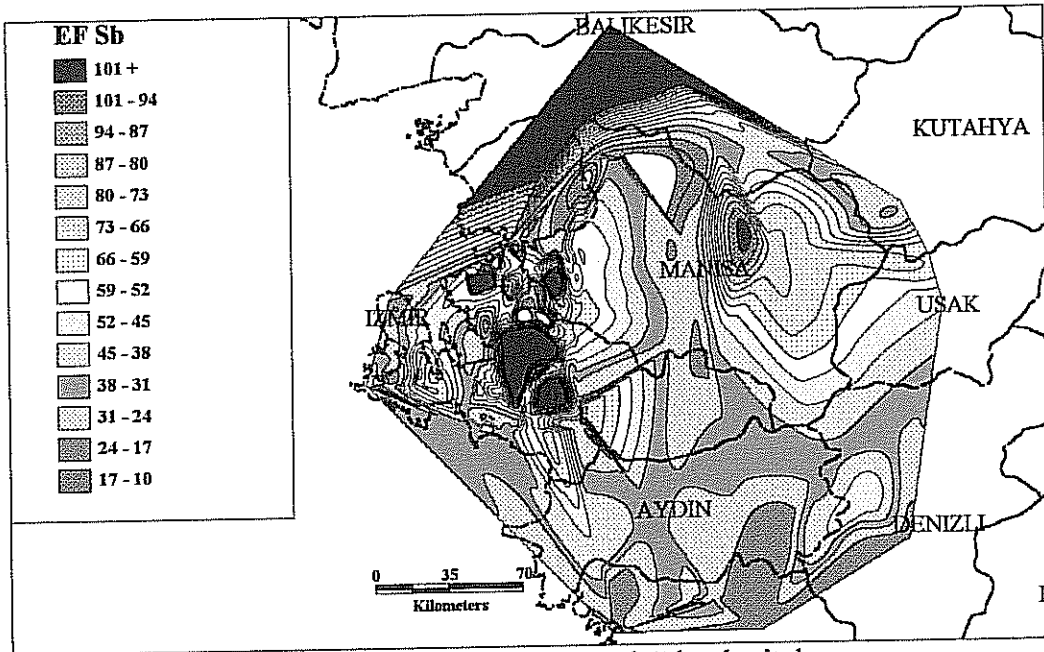 EF Sb
101 +
101 - 94
94 - 87
87 - 80
80 - 73
73 - 66
66 - 59
59 - 52
52 - 45
45 - 38
38 - 31
31 - 24
24 - 17
17 - 10
BALIKESIR
KUTAHYA
MANISA
IZMIR
USAK
AYDIN
DENIZLI
0 35 70
Kilometers